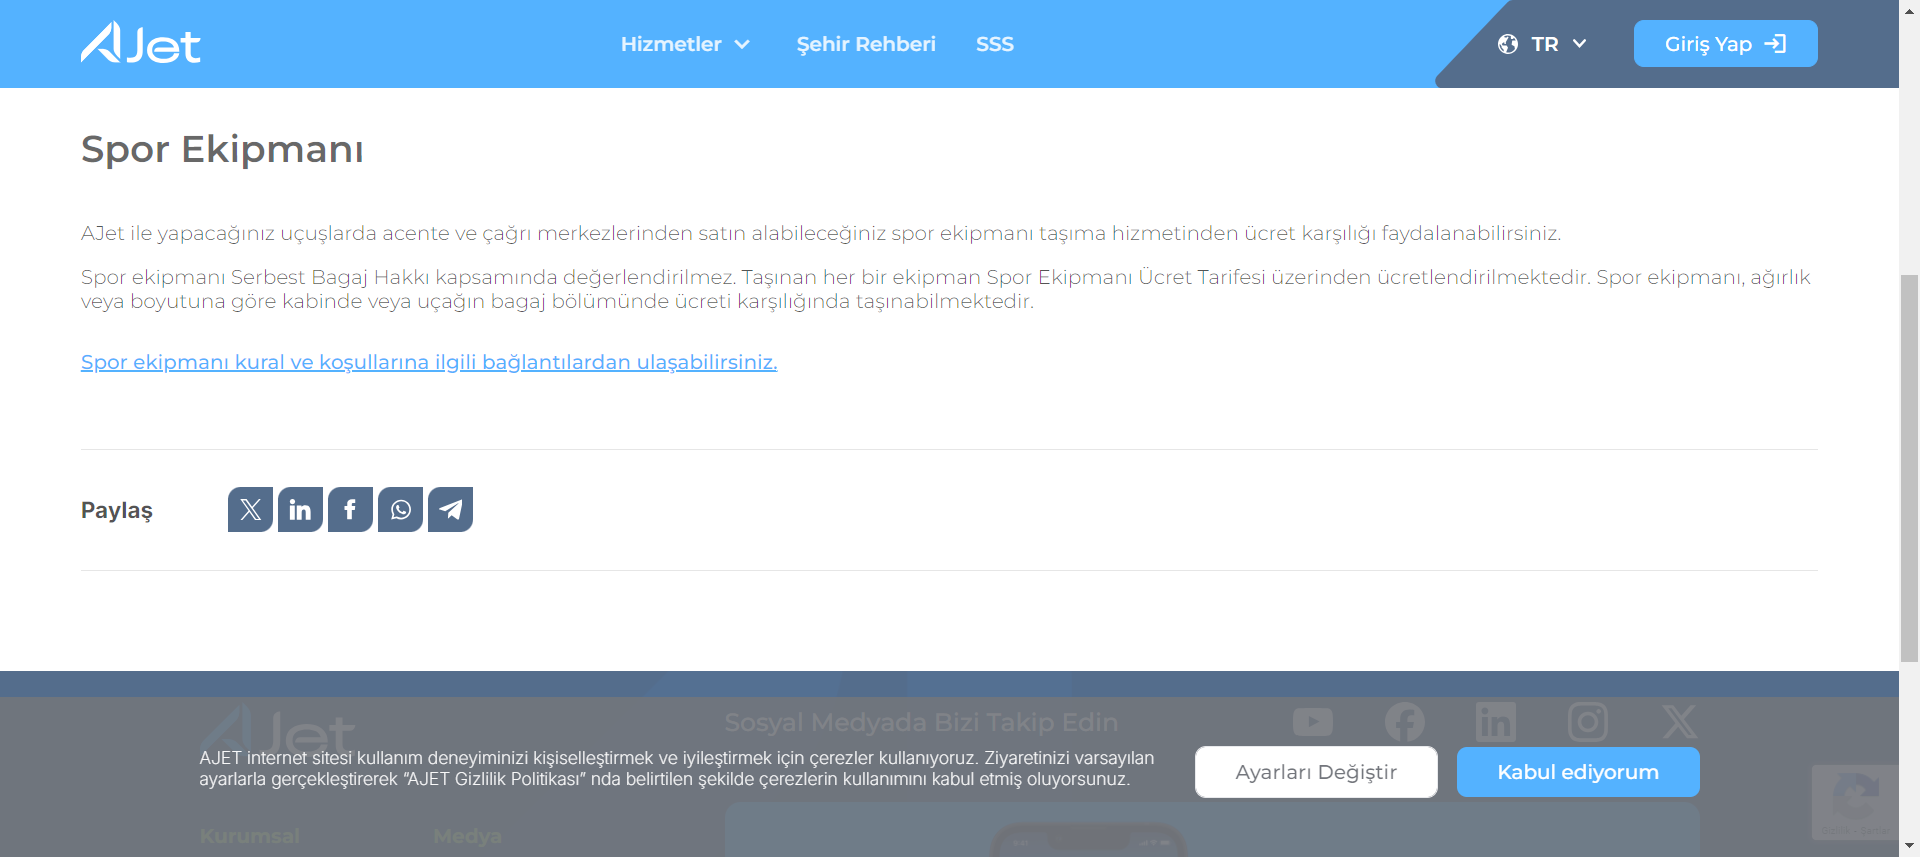 AJet
Hizmetler
Şehir Rehberi
SSS
TR
Giriş Yap
Spor Ekipmanı
AJet ile yapacağınız uçuşlarda acente ve çağrı merkezlerinden satın alabileceğiniz spor ekipmanı taşıma hizmetinden ücret karşılığı faydalanabilirsiniz.
Spor ekipmanı Serbest Bagaj Hakkı kapsamında değerlendirilmez. Taşınan her bir ekipman Spor Ekipmanı Ücret Tarifesi üzerinden ücretlendirilmektedir. Spor ekipmanı, ağırlık
veya boyutuna göre kabinde veya uçağın bagaj bölümünde ücreti karşılığında taşınabilmektedir.
Spor ekipmanı kural ve koşullarına ilgili bağlantılardan ulaşabilirsiniz.
Paylaş
AJet
Sosyal Medyada Bizi Takip Edin
AJET internet sitesi kullanım deneyiminizi kişiselleştirmek ve iyileştirmek için çerezler kullanıyoruz. Ziyaretinizi varsayılan
ayarlarla gerçekleştirerek “AJET Gizlilik Politikası” nda belirtilen şekilde çerezlerin kullanımını kabul etmiş oluyorsunuz.
Ayarları Değiştir
Kabul ediyorum
Kurumsal
Medya